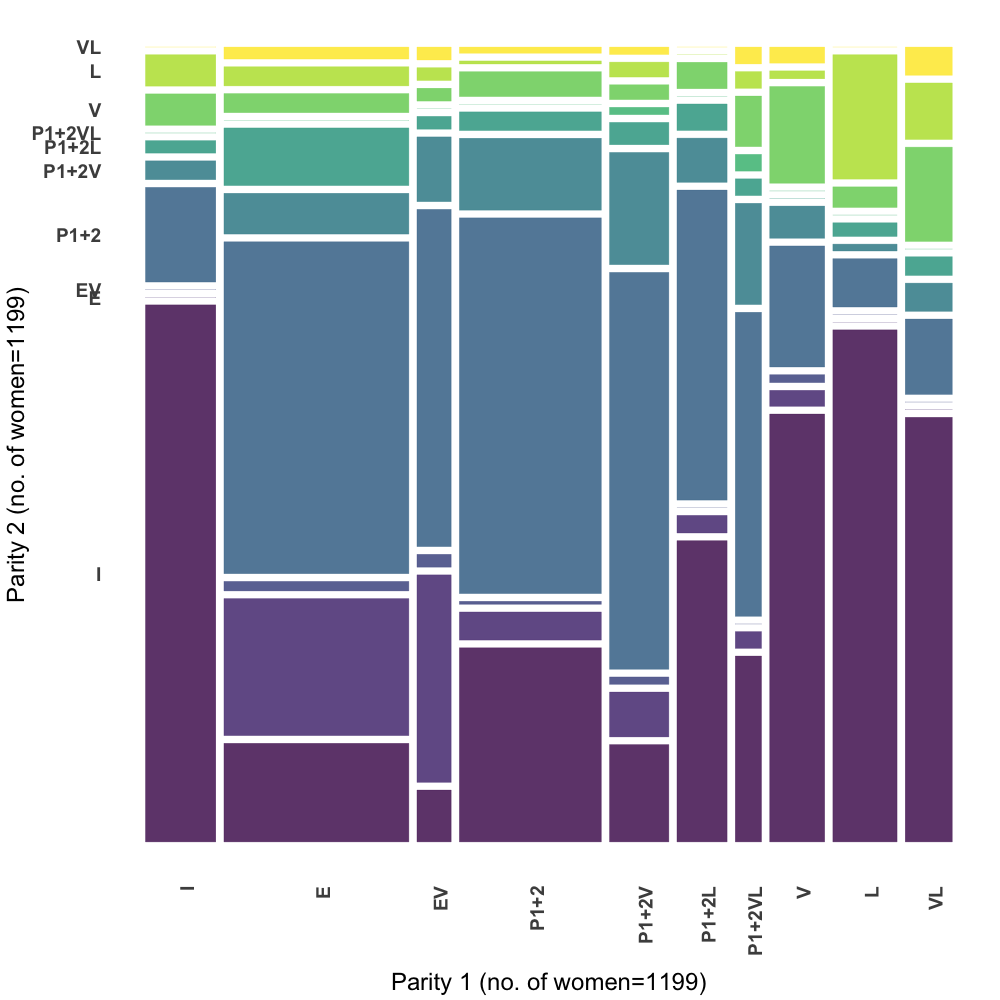 VL
L
V
P1+2VL
P1+2L
P1+2V
P1+2
EV
E
I
Parity 2 (no. of women=1199)
I
E
EV
P1+2
P1+2V
P1+2L
P1+2VL
V
L
VL
Parity 1 (no. of women=1199)